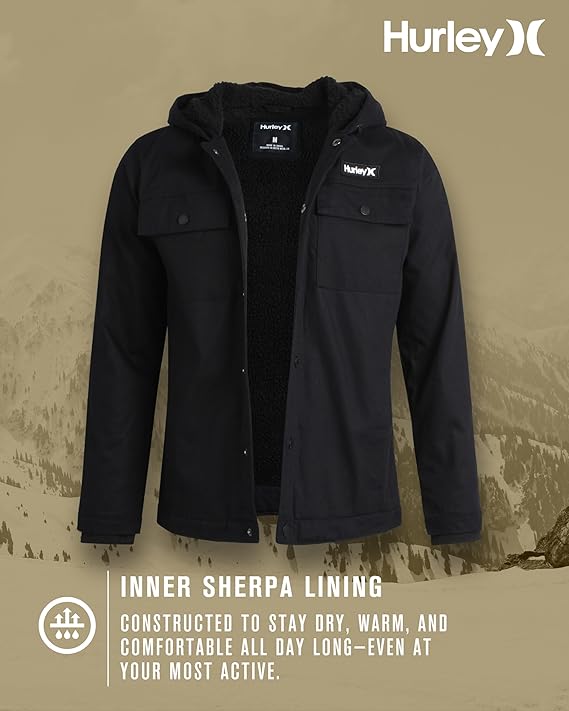 Hurley
Hurley
M
Hurley
INNER SHERPA LINING
CONSTRUCTED TO STAY DRY, WARM, AND
COMFORTABLE ALL DAY LONG—EVEN AT
YOUR MOST ACTIVE.